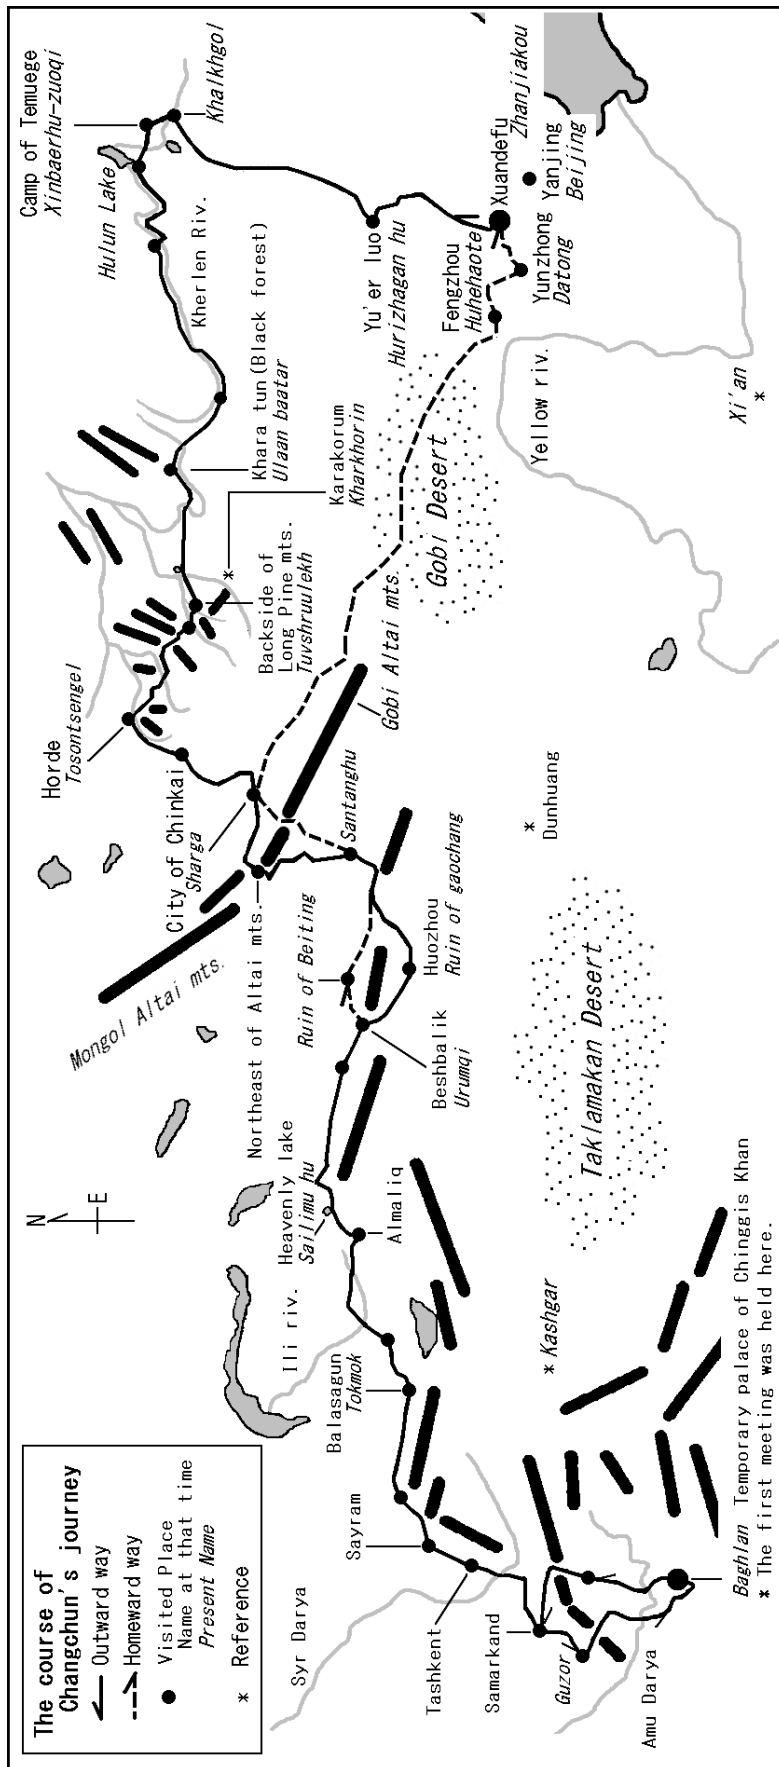 The course of
Changchun's journey
Outward way
Homeward way
Visited Place
Name at that time
Present Name
* Reference
N
E
Camp of Temuege
Xinbaerhu-zuoqi
Khalkhgol
Hulun Lake
Kherlen Riv.
Khara tun(Black forest)
Ulaan baatar
Karakorum
Kharkhorin
*
Backside of
Long Pine mts.
Tuvshruulekh
Horde
Tosontsengel
City of Chinkai
Sharga
Mongol Altai mts.
Northeast of Altai mts.
Gobi Altai mts.
Santanghu
Ruin of Beiting
Huozhou
Ruin of gaochang
Beshbalik
Urumqi
Heavenly lake
Sailimu hu
Almaliq
Ili riv.
Balasagun
Tokmok
Sayram
Syr Darya
Tashkent
Samarkand
Guzor
Amu Darya
Yu'er luo
Hurizhagan hu
Xuandefu
Zhanjiakou
Yanjing
Beijing
Fengzhou
Huhehaote
Yunzhong
Datong
Gobi Desert
Yellow riv.
Xi'an
*
*
Dunhuang
Taklamakan Desert
* Kashgar
Baghlan Temporary palace of Chinggis Khan
* The first meeting was held here.